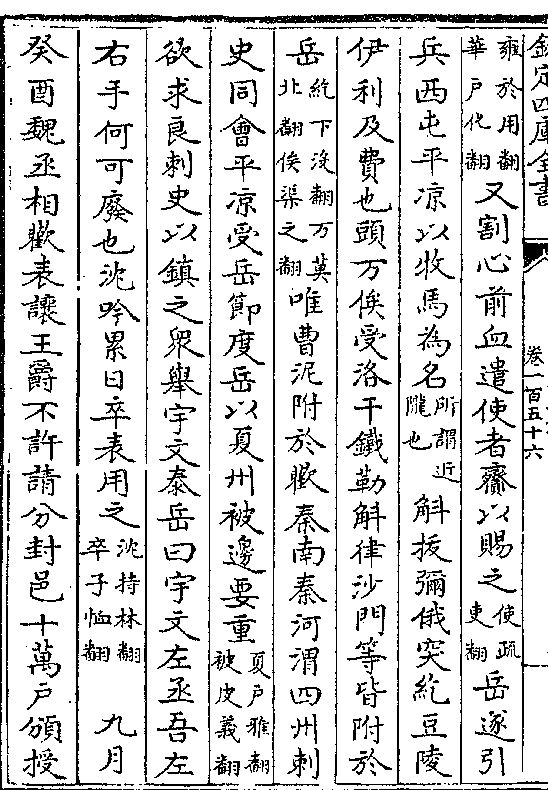 欽定四庫全書 卷一百五十六
雍於用翻華戶化翻又割心前血遣使者齎以賜之使疏吏翻岳遂引
兵西屯平凉以牧馬為名所謂近隴也斛拔彌俄突紇豆陵
伊利及費也頭万俟受洛干鐵勒斛律沙門等皆附於
岳紇下沒翻万莫北翻俟渠之翻唯曹泥附於歡秦南秦河渭四州刺
史同會平凉受岳節度岳以夏州被邊要重夏戶雅翻被皮義翻
欲求良刺史以鎮之衆舉宇文泰岳曰宇文左丞吾左
右手何可廢也沈吟累日卒表用之沈持林翻卒子恤翻 九月
癸酉魏丞相歡表讓王爵不許請分封邑十萬戶頒授